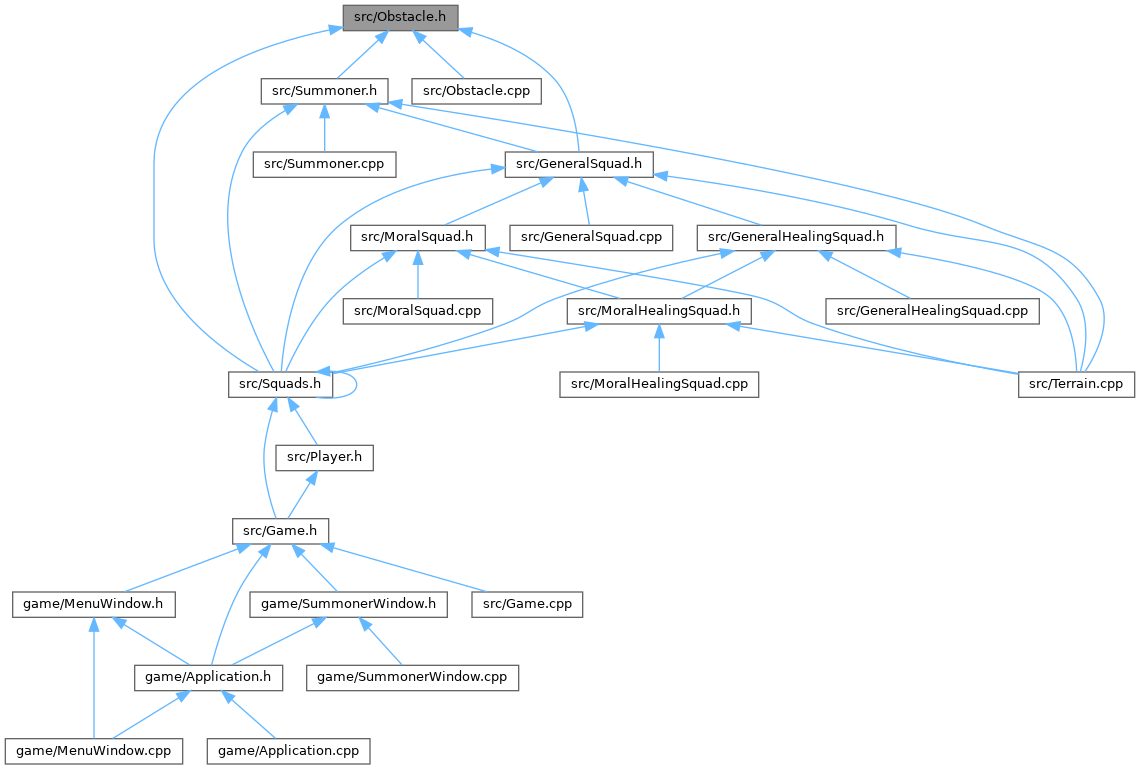 src/Obstacle.h
src/Summoner.h
src/Obstacle.cpp
src/Summoner.cpp
src/GeneralSquad.h
src/MoralSquad.h
src/GeneralSquad.cpp
src/GeneralHealingSquad.h
src/MoralSquad.cpp
src/MoralHealingSquad.h
src/GeneralHealingSquad.cpp
src/Squads.h
src/MoralHealingSquad.cpp
src/Terrain.cpp
src/Player.h
src/Game.h
game/MenuWindow.h
game/SummonerWindow.h
src/Game.cpp
game/Application.h
game/SummonerWindow.cpp
game/MenuWindow.cpp
game/Application.cpp